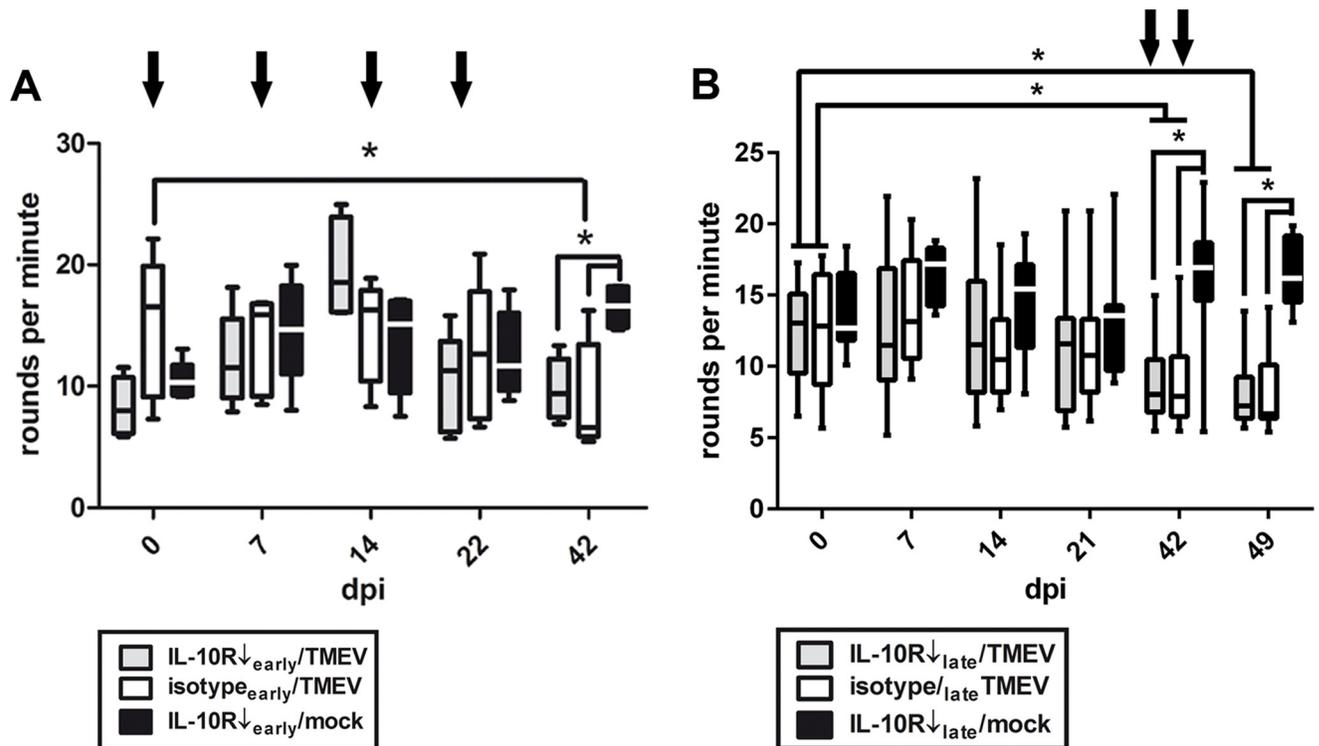 A
*
*
30
20
10
0
rounds per minute
0 7 14 22 42
dpi
IL-10R↓early/TMEV
isotypeearly/TMEV
IL-10R↓early/mock
B
*
*
*
*
25
20
15
10
5
0
rounds per minute
0 7 14 21 42 49
dpi
IL-10R↓late/TMEV
isotype/late TMEV
IL-10R↓late/mock